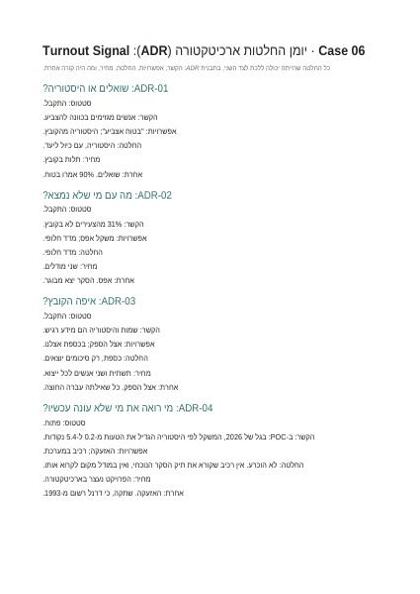 Case 06 · יומן החלטות ארכיטקטורה (ADR): Turnout Signal
כל החלטה שהייתה יכולה ללכת לצד השני, בתבנית ADR: הקשר, אפשרויות, החלטה, מחיר, ומה היה קורה אחרת.
ADR-01: שואלים או היסטוריה?
סטטוס: התקבל.
הקשר: אנשים מגזימים בכוונה להצביע.
אפשרויות: "בטוח אצביע"; היסטוריה מהקובץ.
החלטה: היסטוריה, עם כיול ליעד.
מחיר: תלות בקובץ.
אחרת: שואלים. 90% אמרו בטוח.
ADR-02: מה עם מי שלא נמצא?
סטטוס: התקבל.
הקשר: 31% מהצעירים לא בקובץ.
אפשרויות: משקל אפס; מדד חלופי.
החלטה: מדד חלופי.
מחיר: שני מודלים.
אחרת: אפס. הסקר יצא מבוגר.
ADR-03: איפה הקובץ?
סטטוס: התקבל.
הקשר: שמות והיסטוריה הם מידע רגיש.
אפשרויות: אצל הספק; בכספת אצלנו.
החלטה: כספת, רק סיכומים יוצאים.
מחיר: תשתית ושני אנשים לכל ייצוא.
אחרת: אצל הספק. כל שאילתה עברה החוצה.
ADR-04: מי רואה את מי שלא עונה עכשיו?
סטטוס: פתוח.
הקשר: ב-POC: בגל של 2026, המשקל לפי היסטוריה הגדיל את הטעות מ-0.2 ל-5.4 נקודות.
אפשרויות: האזעקה; רכיב במערכת.
החלטה: לא הוכרע. אין רכיב שקורא את תיק הסקר הנוכחי, ואין במודל מקום לקרוא אותו.
מחיר: הפרויקט נעצר בארכיטקטורה.
אחרת: האזעקה. שתקה, כי דרגל רשום מ-1993.